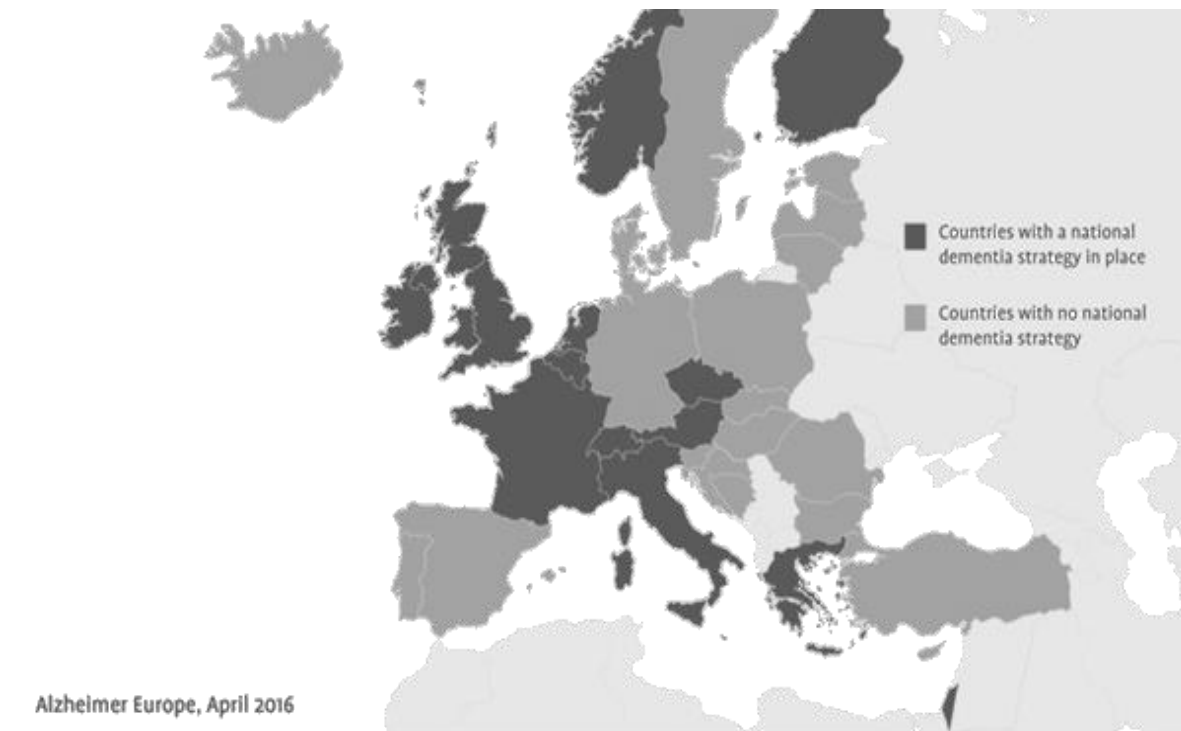 Countries with a national
dementia strategy in place
Countries with no national
dementia strategy
Alzheimer Europe, April 2016